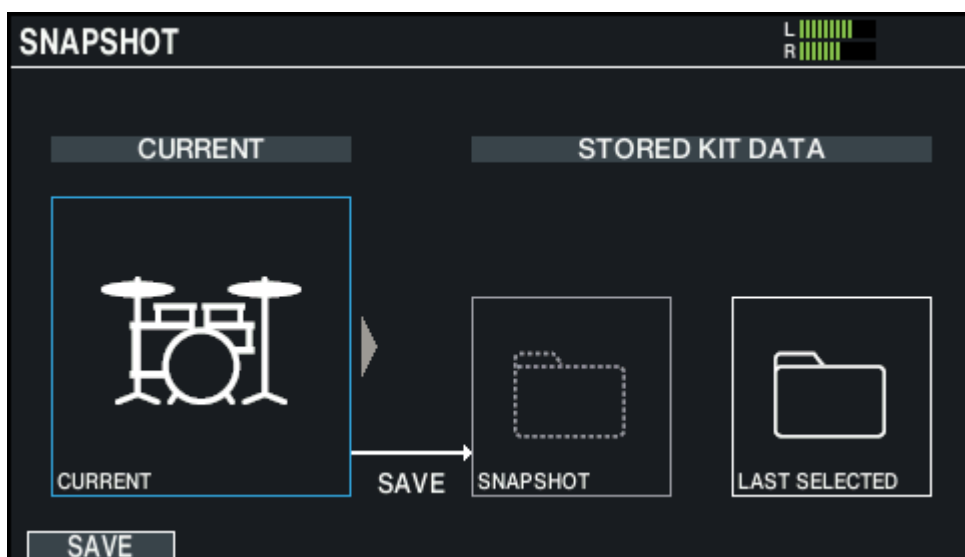 SNAPSHOT
L
R
CURRENT
STORED KIT DATA
CURRENT
SAVE
SNAPSHOT
LAST SELECTED
SAVE